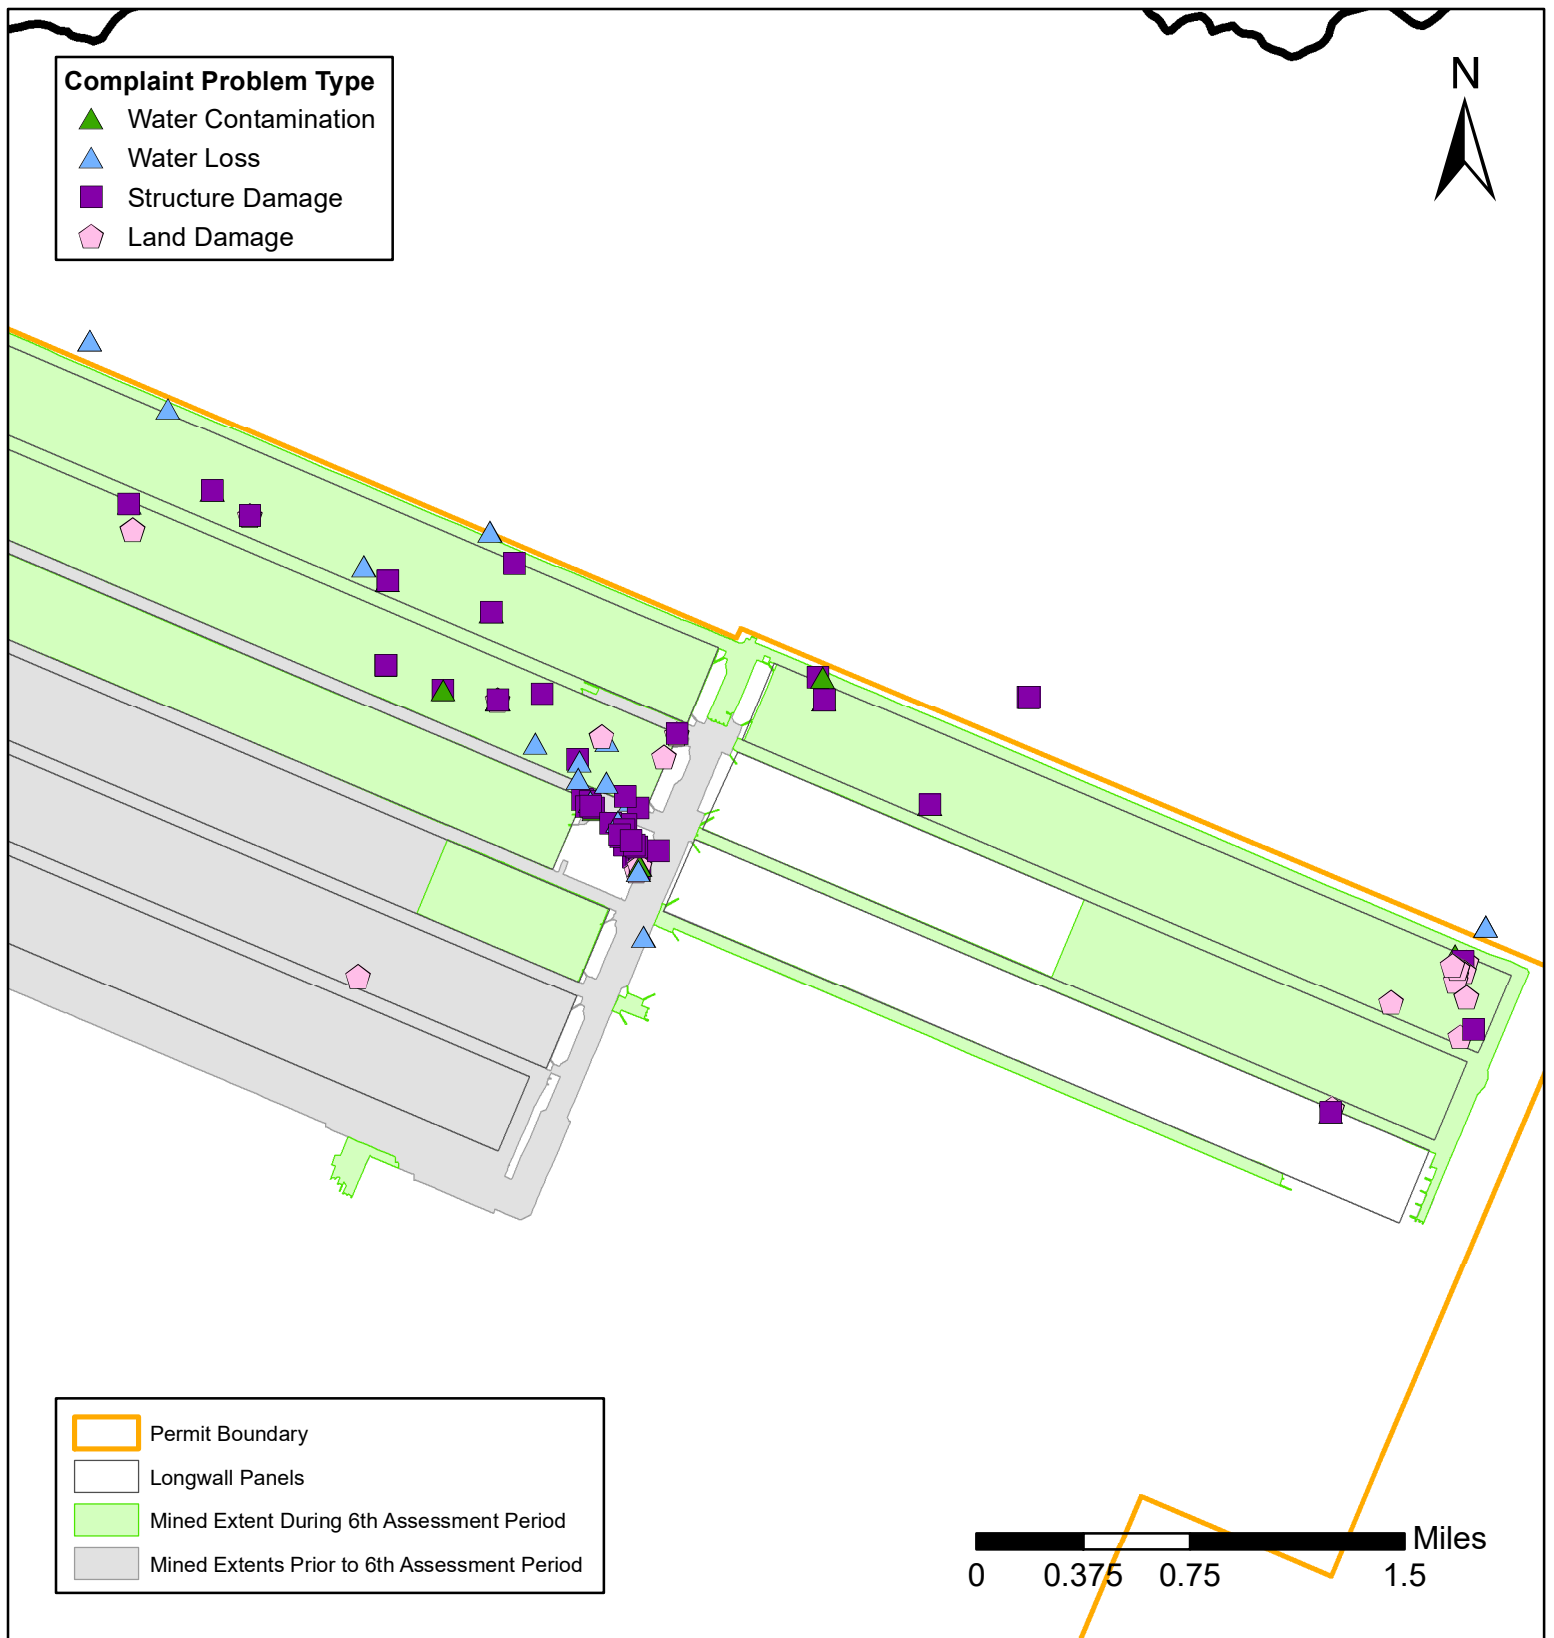 Complaint Problem Type
Water Contamination
Water Loss
Structure Damage
Land Damage
N
Permit Boundary
Longwall Panels
Mined Extent During 6th Assessment Period
Mined Extents Prior to 6th Assessment Period
Miles
0 0.375 0.75 1.5